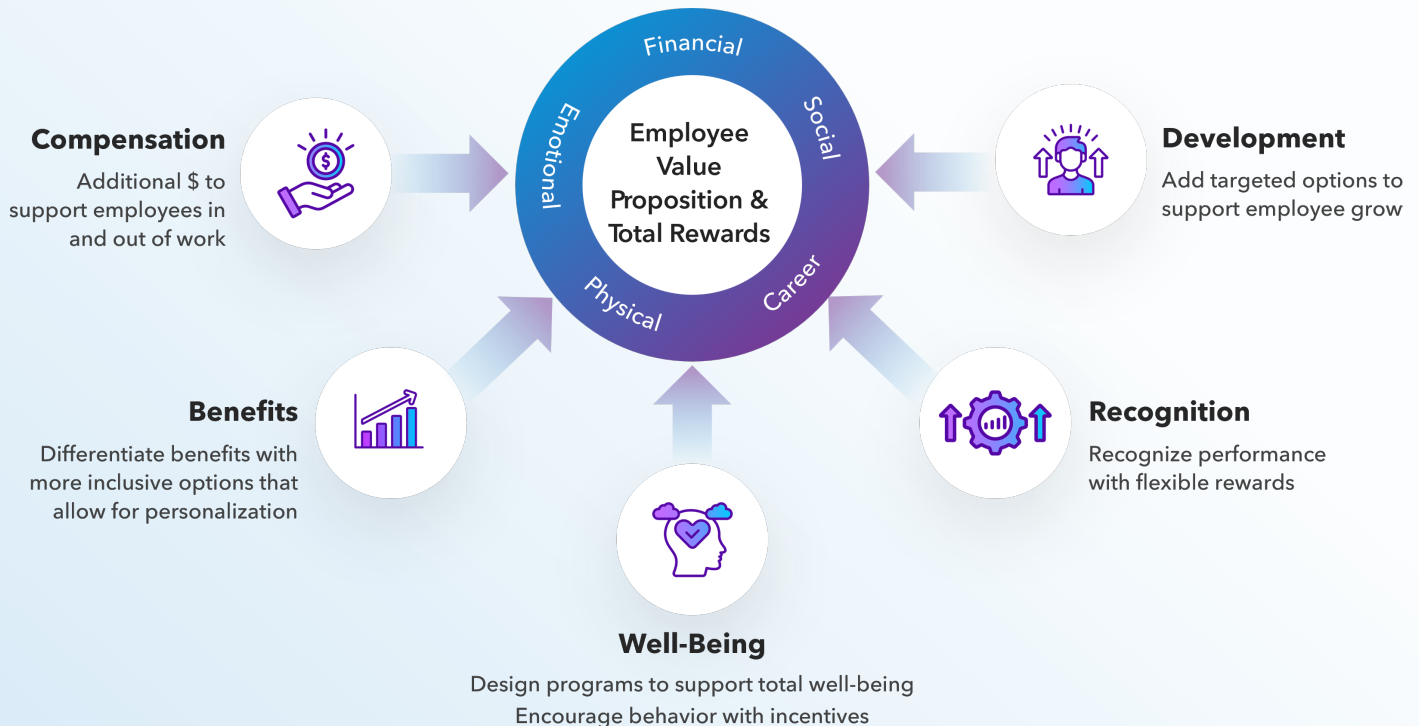 Financial
Emotional
Social
Physical
Career
Employee
Value
Proposition &
Total Rewards
Compensation
Additional $ to
support employees in
and out of work
Development
Add targeted options to
support employee grow
Benefits
Differentiate benefits with
more inclusive options that
allow for personalization
Recognition
Recognize performance
with flexible rewards
Well-Being
Design programs to support total well-being
Encourage behavior with incentives
$